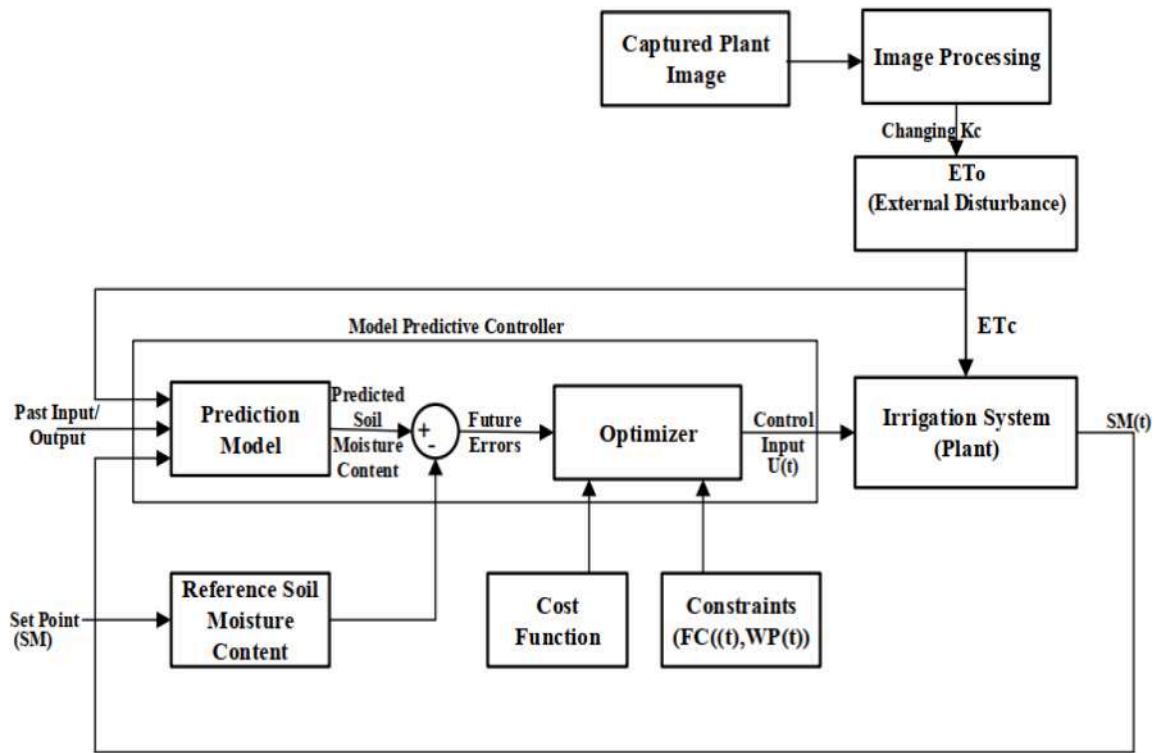 Captured Plant
Image
Image Processing
Changing Kc
ETo
(External Disturbance)
ETc
Model Predictive Controller
Past Input/
Output
Prediction
Model
Predicted
Soil
Moisture
Content
+
-
Future
Errors
Optimizer
Control
Input
U(t)
Irrigation System
(Plant)
SM(t)
Set Point
(SM)
Reference Soil
Moisture
Content
Cost
Function
Constraints
(FC((t),WP(t))